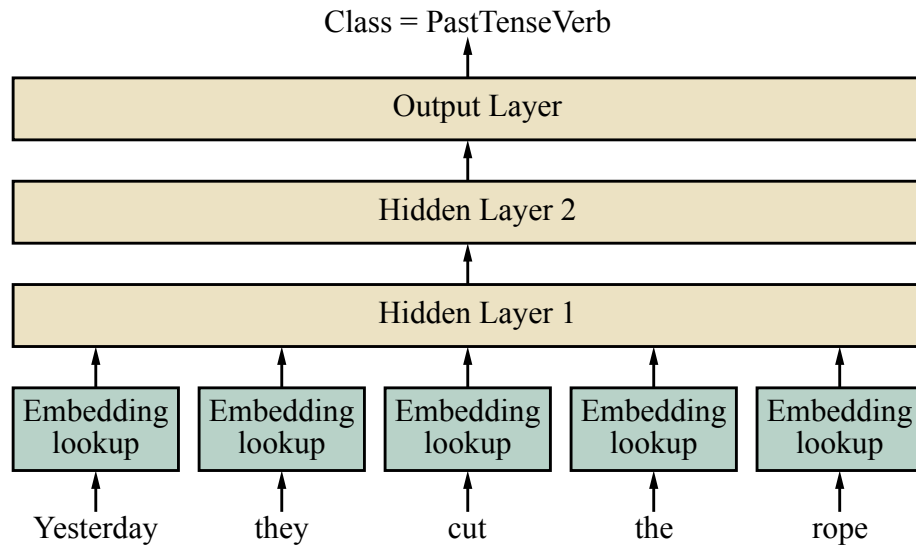 Class = PastTenseVerb
Output Layer
Hidden Layer 2
Hidden Layer 1
Embedding lookup
Embedding lookup
Embedding lookup
Embedding lookup
Embedding lookup
Yesterday they cut the rope